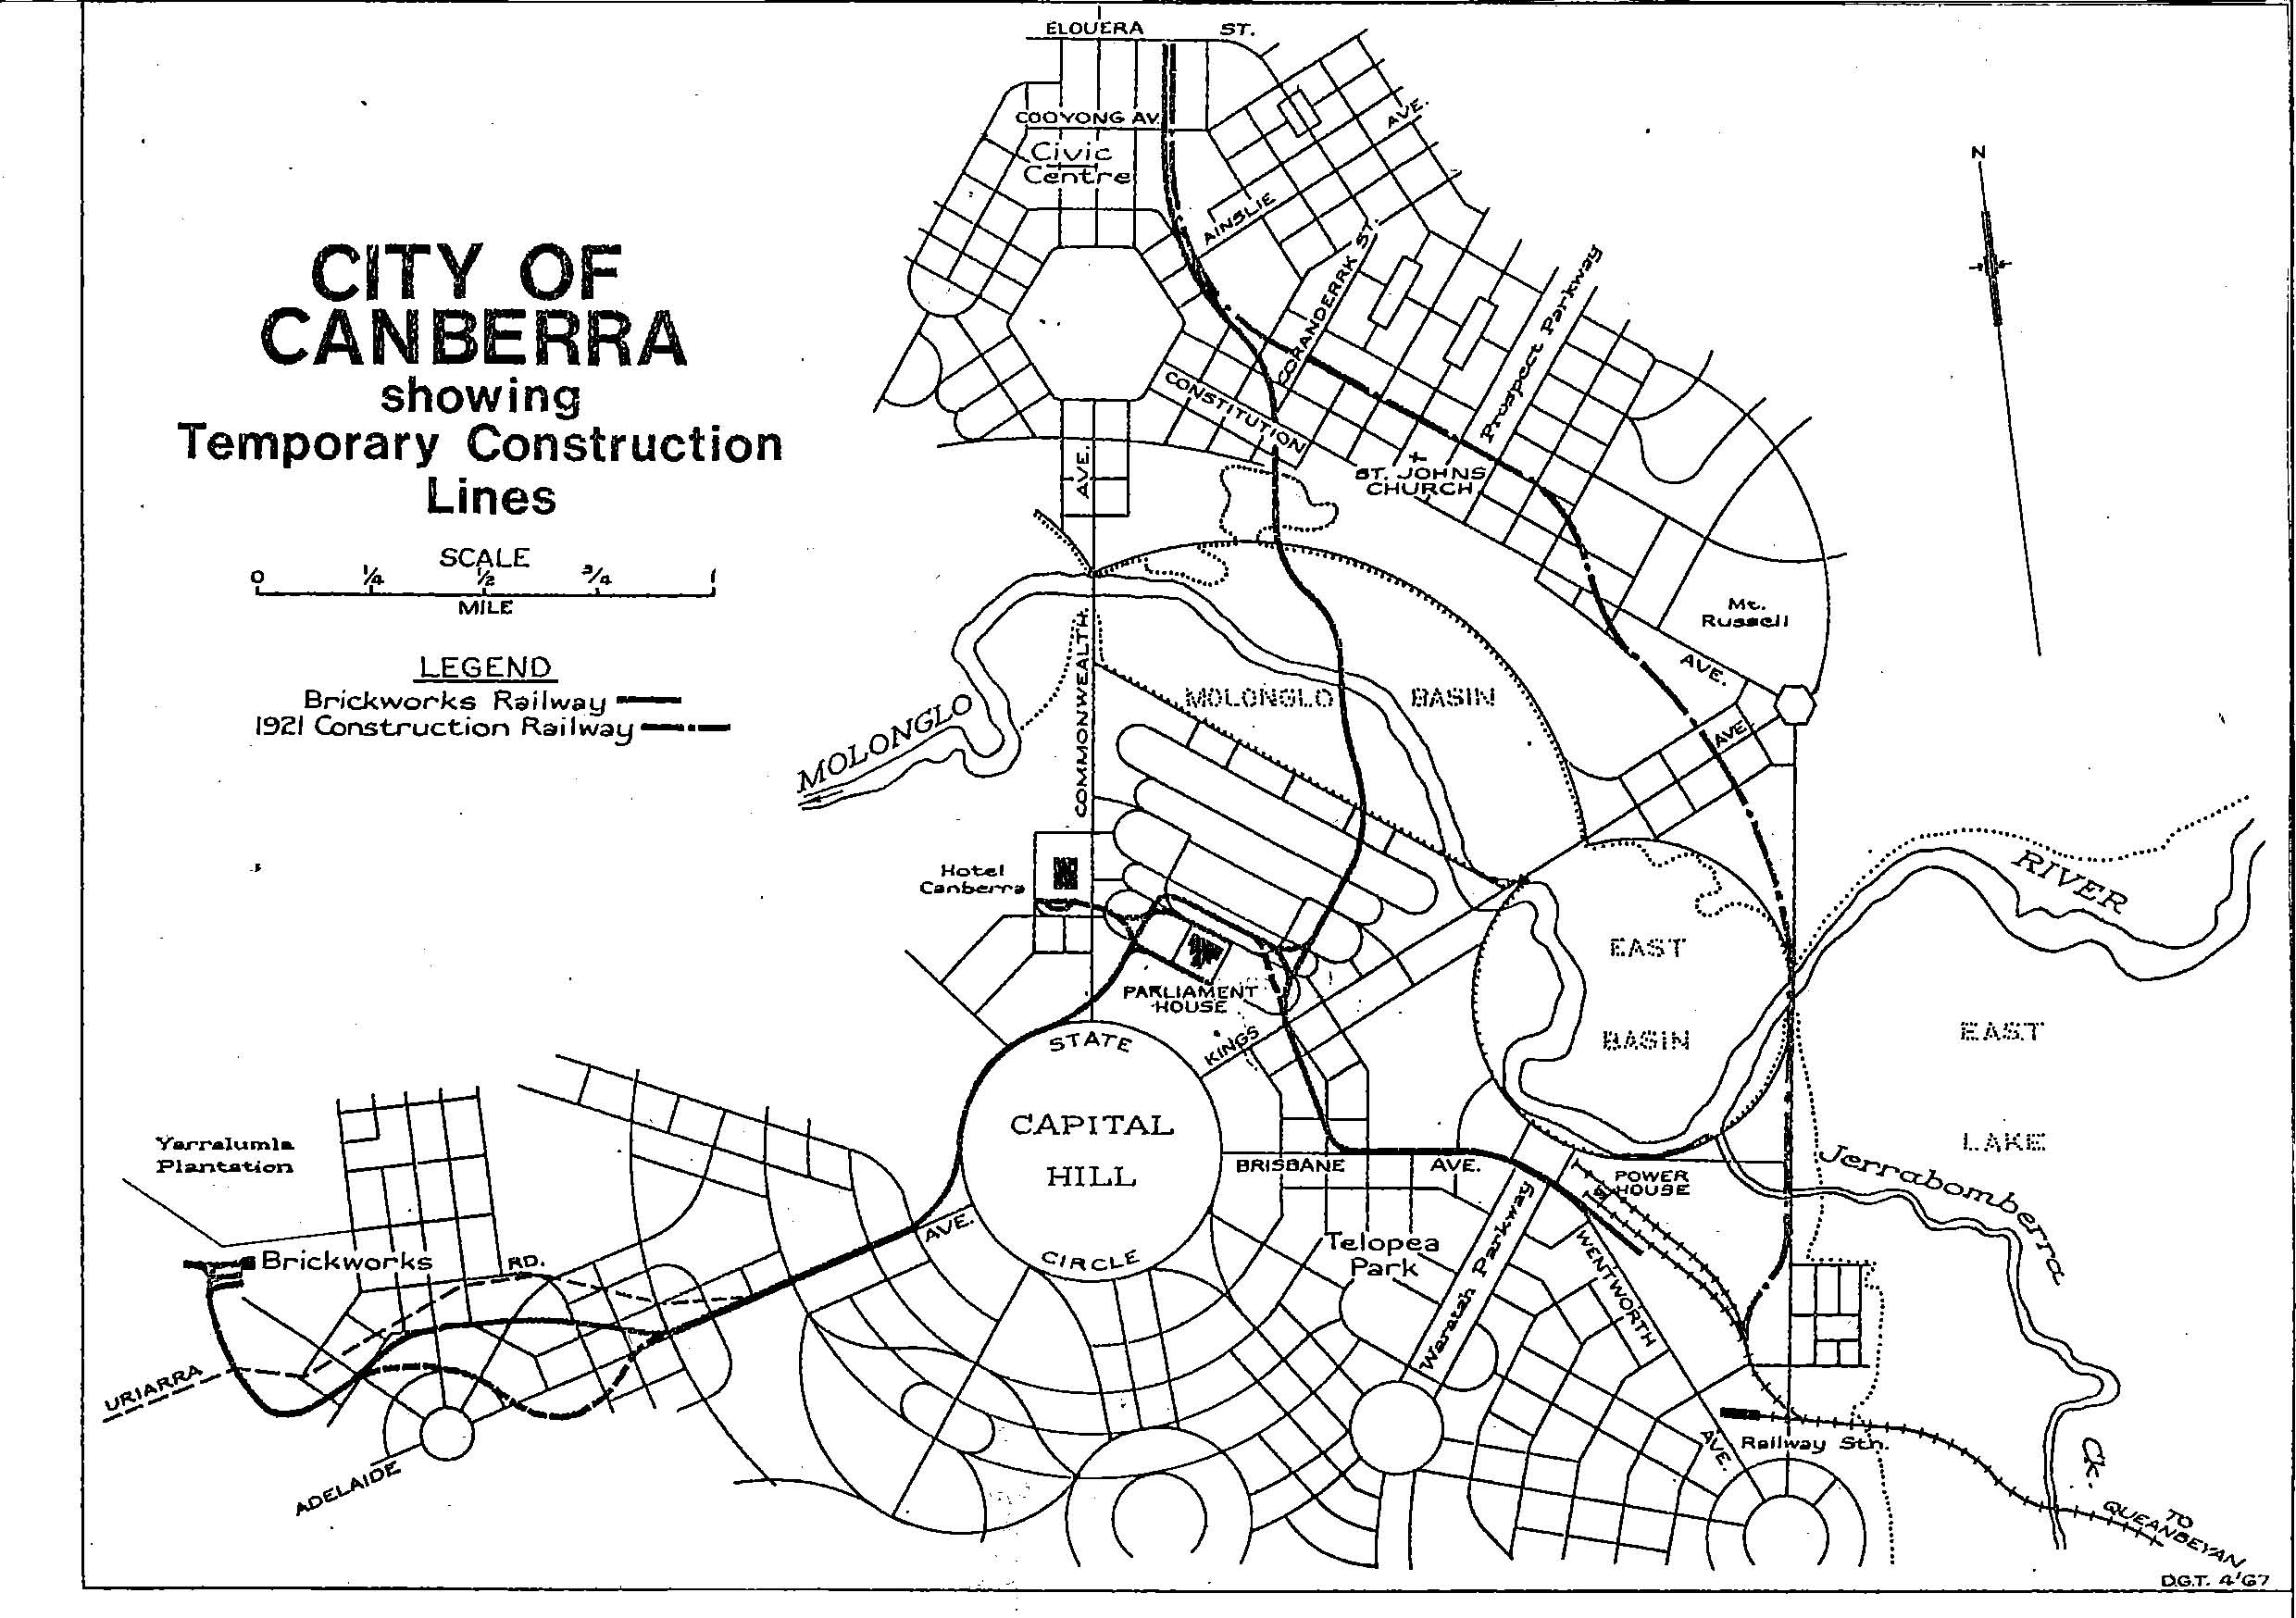 ELOUERA ST.
COOYONG AV.
Civic
Centre
AINSLIE AVE.
N
CITY OF
CANBERRA
showing
Temporary Construction
Lines
CORANDERRK ST.
Prospect Parkway
CONSTITUTION
ST. JOHNS
CHURCH
AVE.
SCALE
0 1/4 1/2 3/4 1
MILE
Mt.
Russell
AVE.
LEGEND
Brickworks Railway
1921 Construction Railway
MOLONGLO
COMMONWEALTH
MOLONGLO BASIN
AVE.
Hotel
Canberra
RIVER
EAST
BASIN
PARLIAMENT
HOUSE
KINGS
STATE
CIRCLE
CAPITAL
HILL
EAST
LAKE
Yarralumla
Plantation
BRISBANE AVE.
POWER
HOUSE
Jerrabomberra
Ck.
Telopea
Park
Waratah Parkway
WENTWORTH
AVE.
AVE.
Brickworks
RD.
URIARRA
ADELAIDE
Railway Stn.
TO
QUEANBEYAN
D.G.T. 4'67